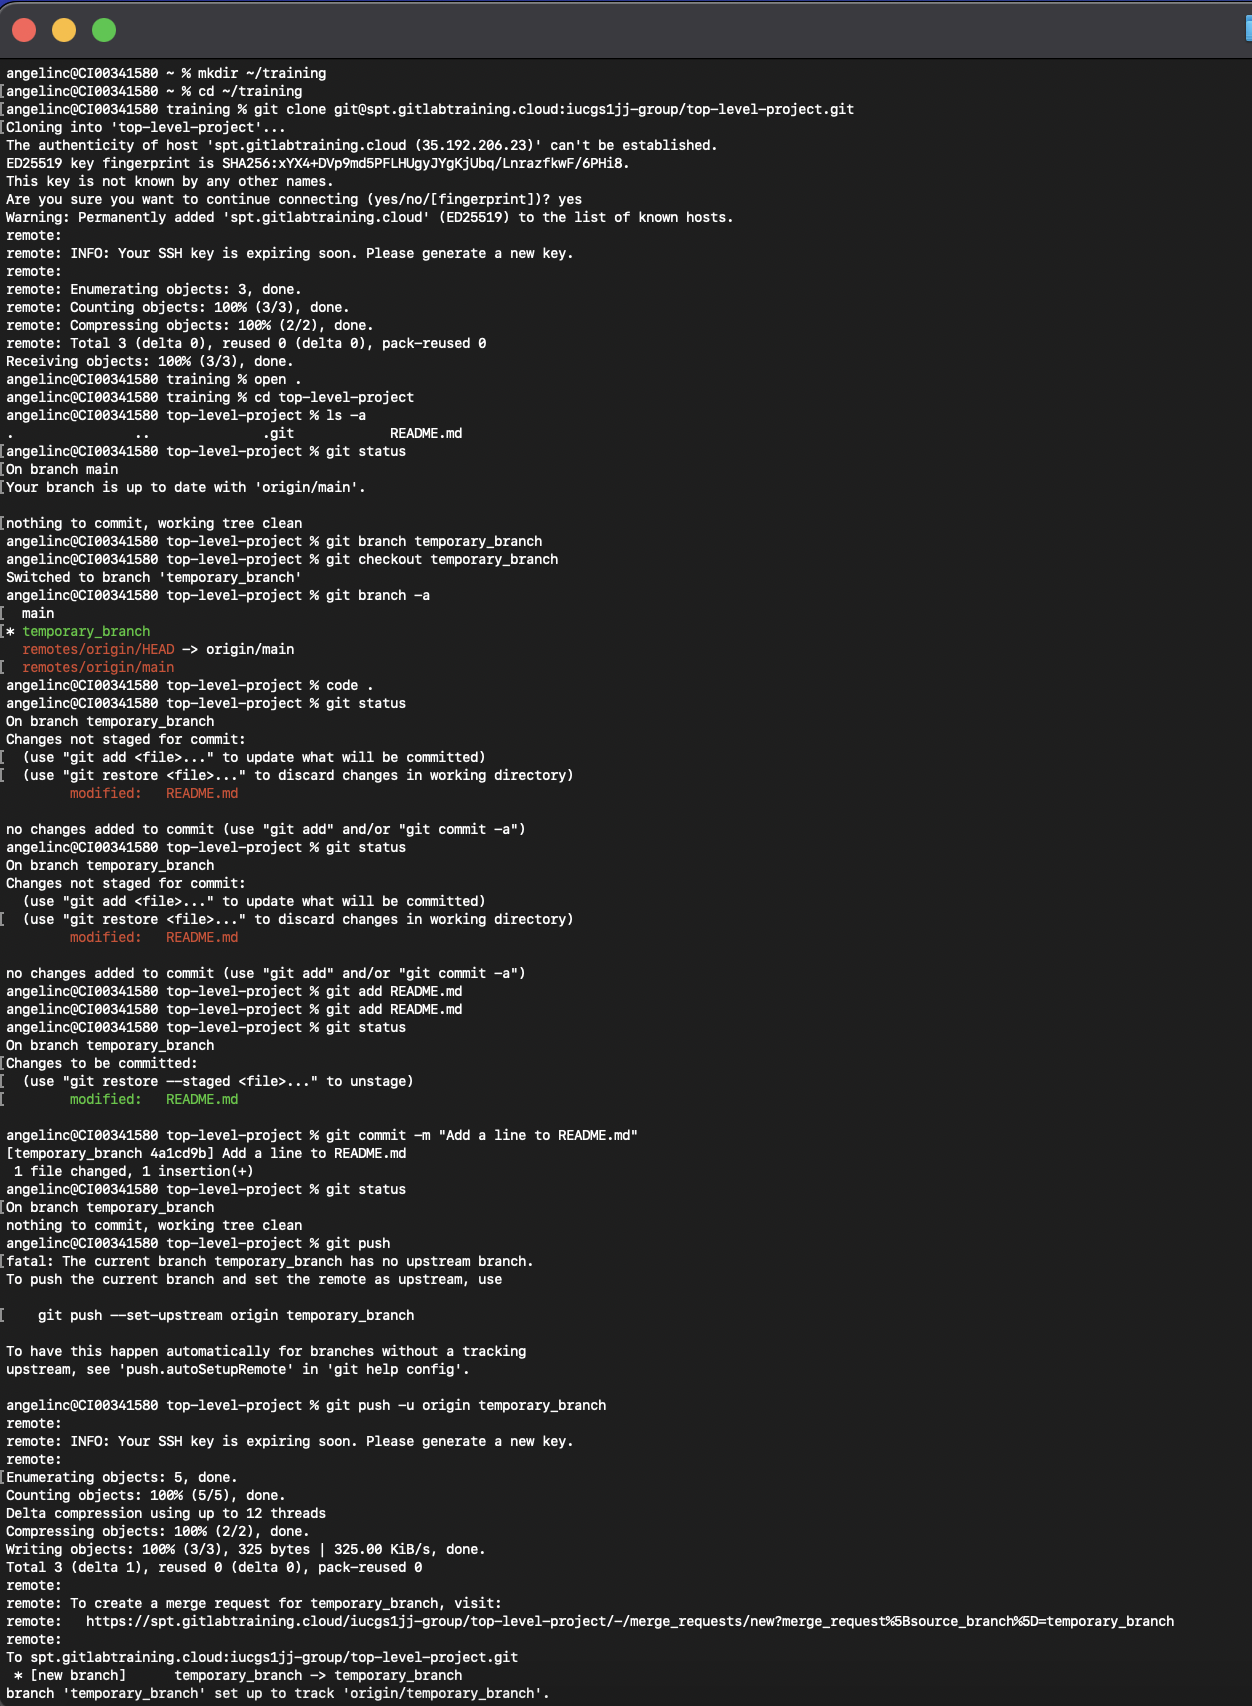 angelinc@CI00341580 ~ % mkdir ~/training
angelinc@CI00341580 ~ % cd ~/training
angelinc@CI00341580 training % git clone git@spt.gitlabtraining.cloud:iucgs1jj-group/top-level-project.git
Cloning into 'top-level-project'...
The authenticity of host 'spt.gitlabtraining.cloud (35.192.206.23)' can't be established.
ED25519 key fingerprint is SHA256:xYX4+DVp9md5PFLHUgyJYgKjUbq/LnrazfkwF/6PHi8.
This key is not known by any other names.
Are you sure you want to continue connecting (yes/no/[fingerprint])? yes
Warning: Permanently added 'spt.gitlabtraining.cloud' (ED25519) to the list of known hosts.
remote:
remote: INFO: Your SSH key is expiring soon. Please generate a new key.
remote:
remote: Enumerating objects: 3, done.
remote: Counting objects: 100% (3/3), done.
remote: Compressing objects: 100% (2/2), done.
remote: Total 3 (delta 0), reused 0 (delta 0), pack-reused 0
Receiving objects: 100% (3/3), done.
angelinc@CI00341580 training % open .
angelinc@CI00341580 training % cd top-level-project
angelinc@CI00341580 top-level-project % ls -a
.               ..              .git            README.md
angelinc@CI00341580 top-level-project % git status
On branch main
Your branch is up to date with 'origin/main'.

nothing to commit, working tree clean
angelinc@CI00341580 top-level-project % git branch temporary_branch
angelinc@CI00341580 top-level-project % git checkout temporary_branch
Switched to branch 'temporary_branch'
angelinc@CI00341580 top-level-project % git branch -a
  main
* temporary_branch
  remotes/origin/HEAD -> origin/main
  remotes/origin/main
angelinc@CI00341580 top-level-project % code .
angelinc@CI00341580 top-level-project % git status
On branch temporary_branch
Changes not staged for commit:
  (use "git add <file>..." to update what will be committed)
  (use "git restore <file>..." to discard changes in working directory)
        modified:   README.md

no changes added to commit (use "git add" and/or "git commit -a")
angelinc@CI00341580 top-level-project % git status
On branch temporary_branch
Changes not staged for commit:
  (use "git add <file>..." to update what will be committed)
  (use "git restore <file>..." to discard changes in working directory)
        modified:   README.md

no changes added to commit (use "git add" and/or "git commit -a")
angelinc@CI00341580 top-level-project % git add README.md
angelinc@CI00341580 top-level-project % git add README.md
angelinc@CI00341580 top-level-project % git status
On branch temporary_branch
Changes to be committed:
  (use "git restore --staged <file>..." to unstage)
        modified:   README.md

angelinc@CI00341580 top-level-project % git commit -m "Add a line to README.md"
[temporary_branch 4a1cd9b] Add a line to README.md
 1 file changed, 1 insertion(+)
angelinc@CI00341580 top-level-project % git status
On branch temporary_branch
nothing to commit, working tree clean
angelinc@CI00341580 top-level-project % git push
fatal: The current branch temporary_branch has no upstream branch.
To push the current branch and set the remote as upstream, use

    git push --set-upstream origin temporary_branch

To have this happen automatically for branches without a tracking
upstream, see 'push.autoSetupRemote' in 'git help config'.

angelinc@CI00341580 top-level-project % git push -u origin temporary_branch
remote:
remote: INFO: Your SSH key is expiring soon. Please generate a new key.
remote:
Enumerating objects: 5, done.
Counting objects: 100% (5/5), done.
Delta compression using up to 12 threads
Compressing objects: 100% (2/2), done.
Writing objects: 100% (3/3), 325 bytes | 325.00 KiB/s, done.
Total 3 (delta 1), reused 0 (delta 0), pack-reused 0
remote:
remote: To create a merge request for temporary_branch, visit:
remote:   https://spt.gitlabtraining.cloud/iucgs1jj-group/top-level-project/-/merge_requests/new?merge_request%5Bsource_branch%5D=temporary_branch
remote:
To spt.gitlabtraining.cloud:iucgs1jj-group/top-level-project.git
 * [new branch]      temporary_branch -> temporary_branch
branch 'temporary_branch' set up to track 'origin/temporary_branch'.